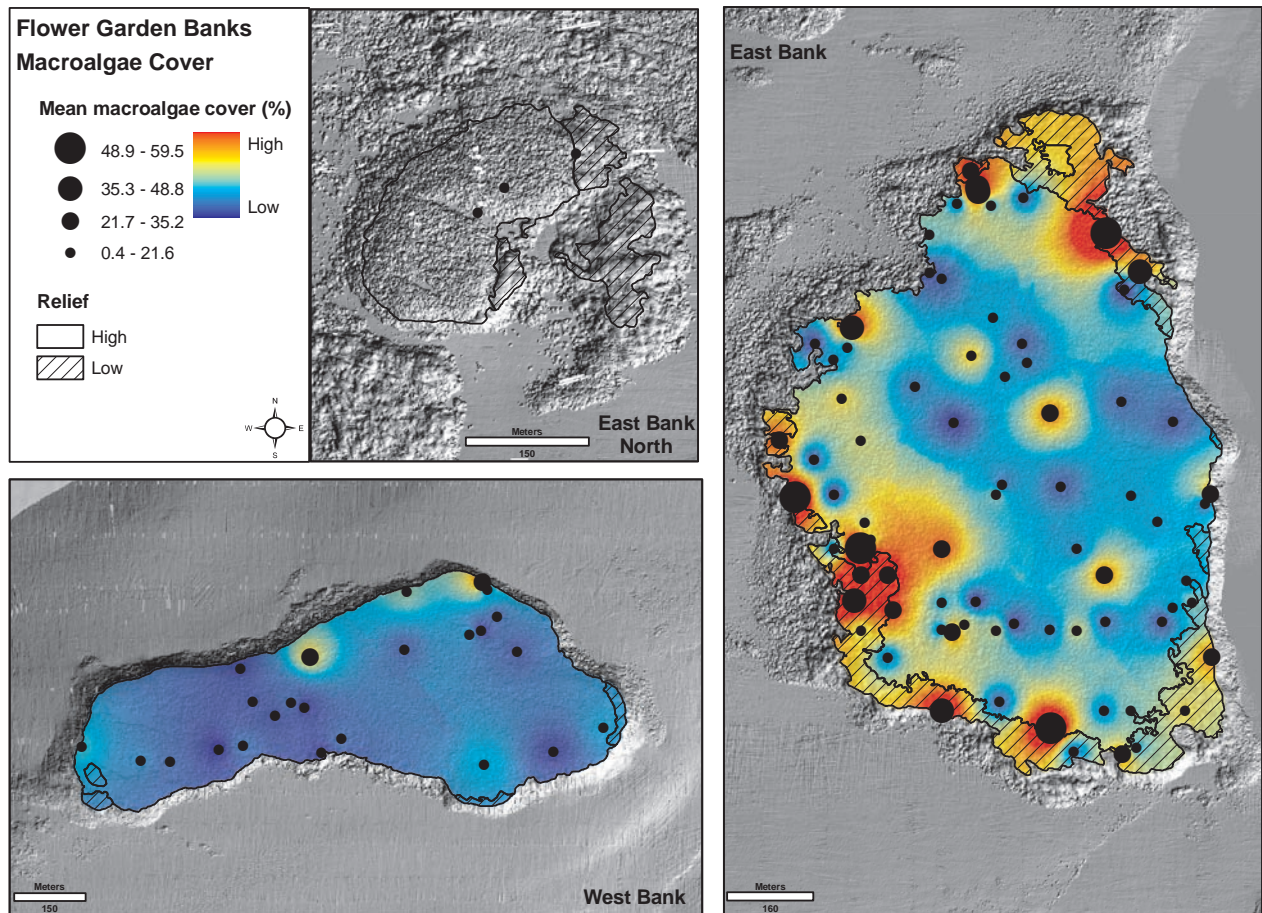 Flower Garden Banks
Macroalgae Cover
Mean macroalgae cover (%)
48.9 - 59.5
35.3 - 48.8
21.7 - 35.2
0.4 - 21.6
High
Low
Relief
High
Low
N
W
E
S
Meters
150
East Bank
North
East Bank
Meters
160
Meters
150
West Bank